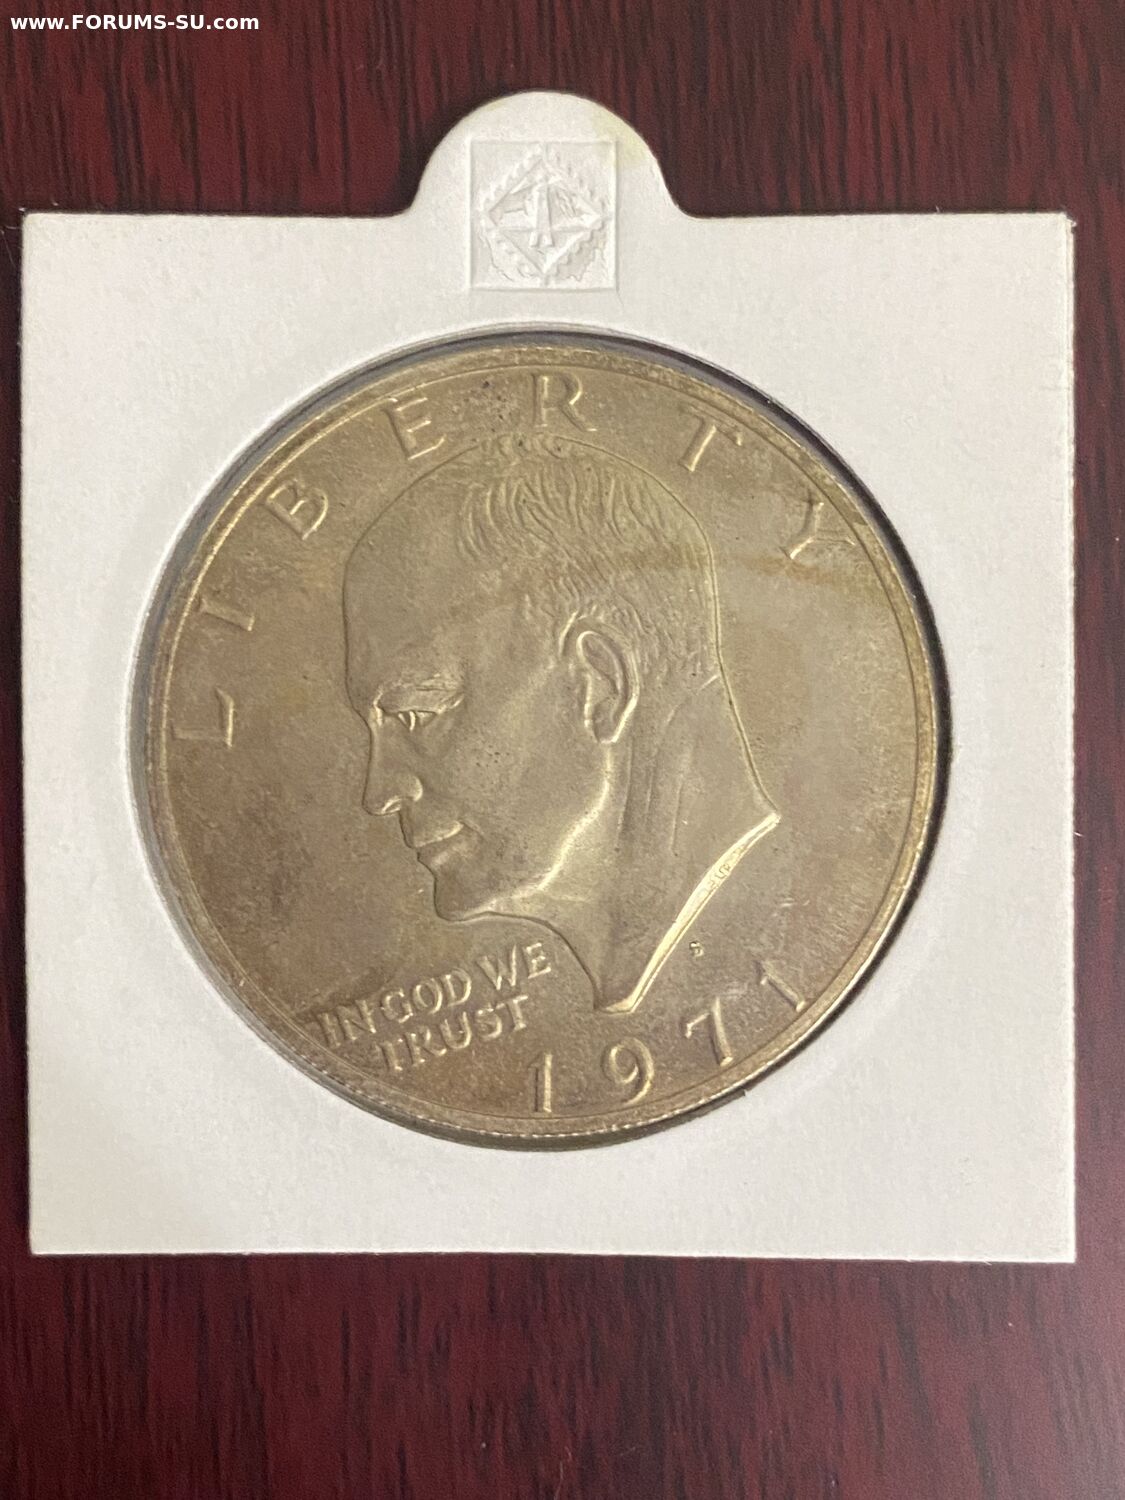 www.FORUMS-SU.com
LIBERTY
IN GOD WE
TRUST
S
1971